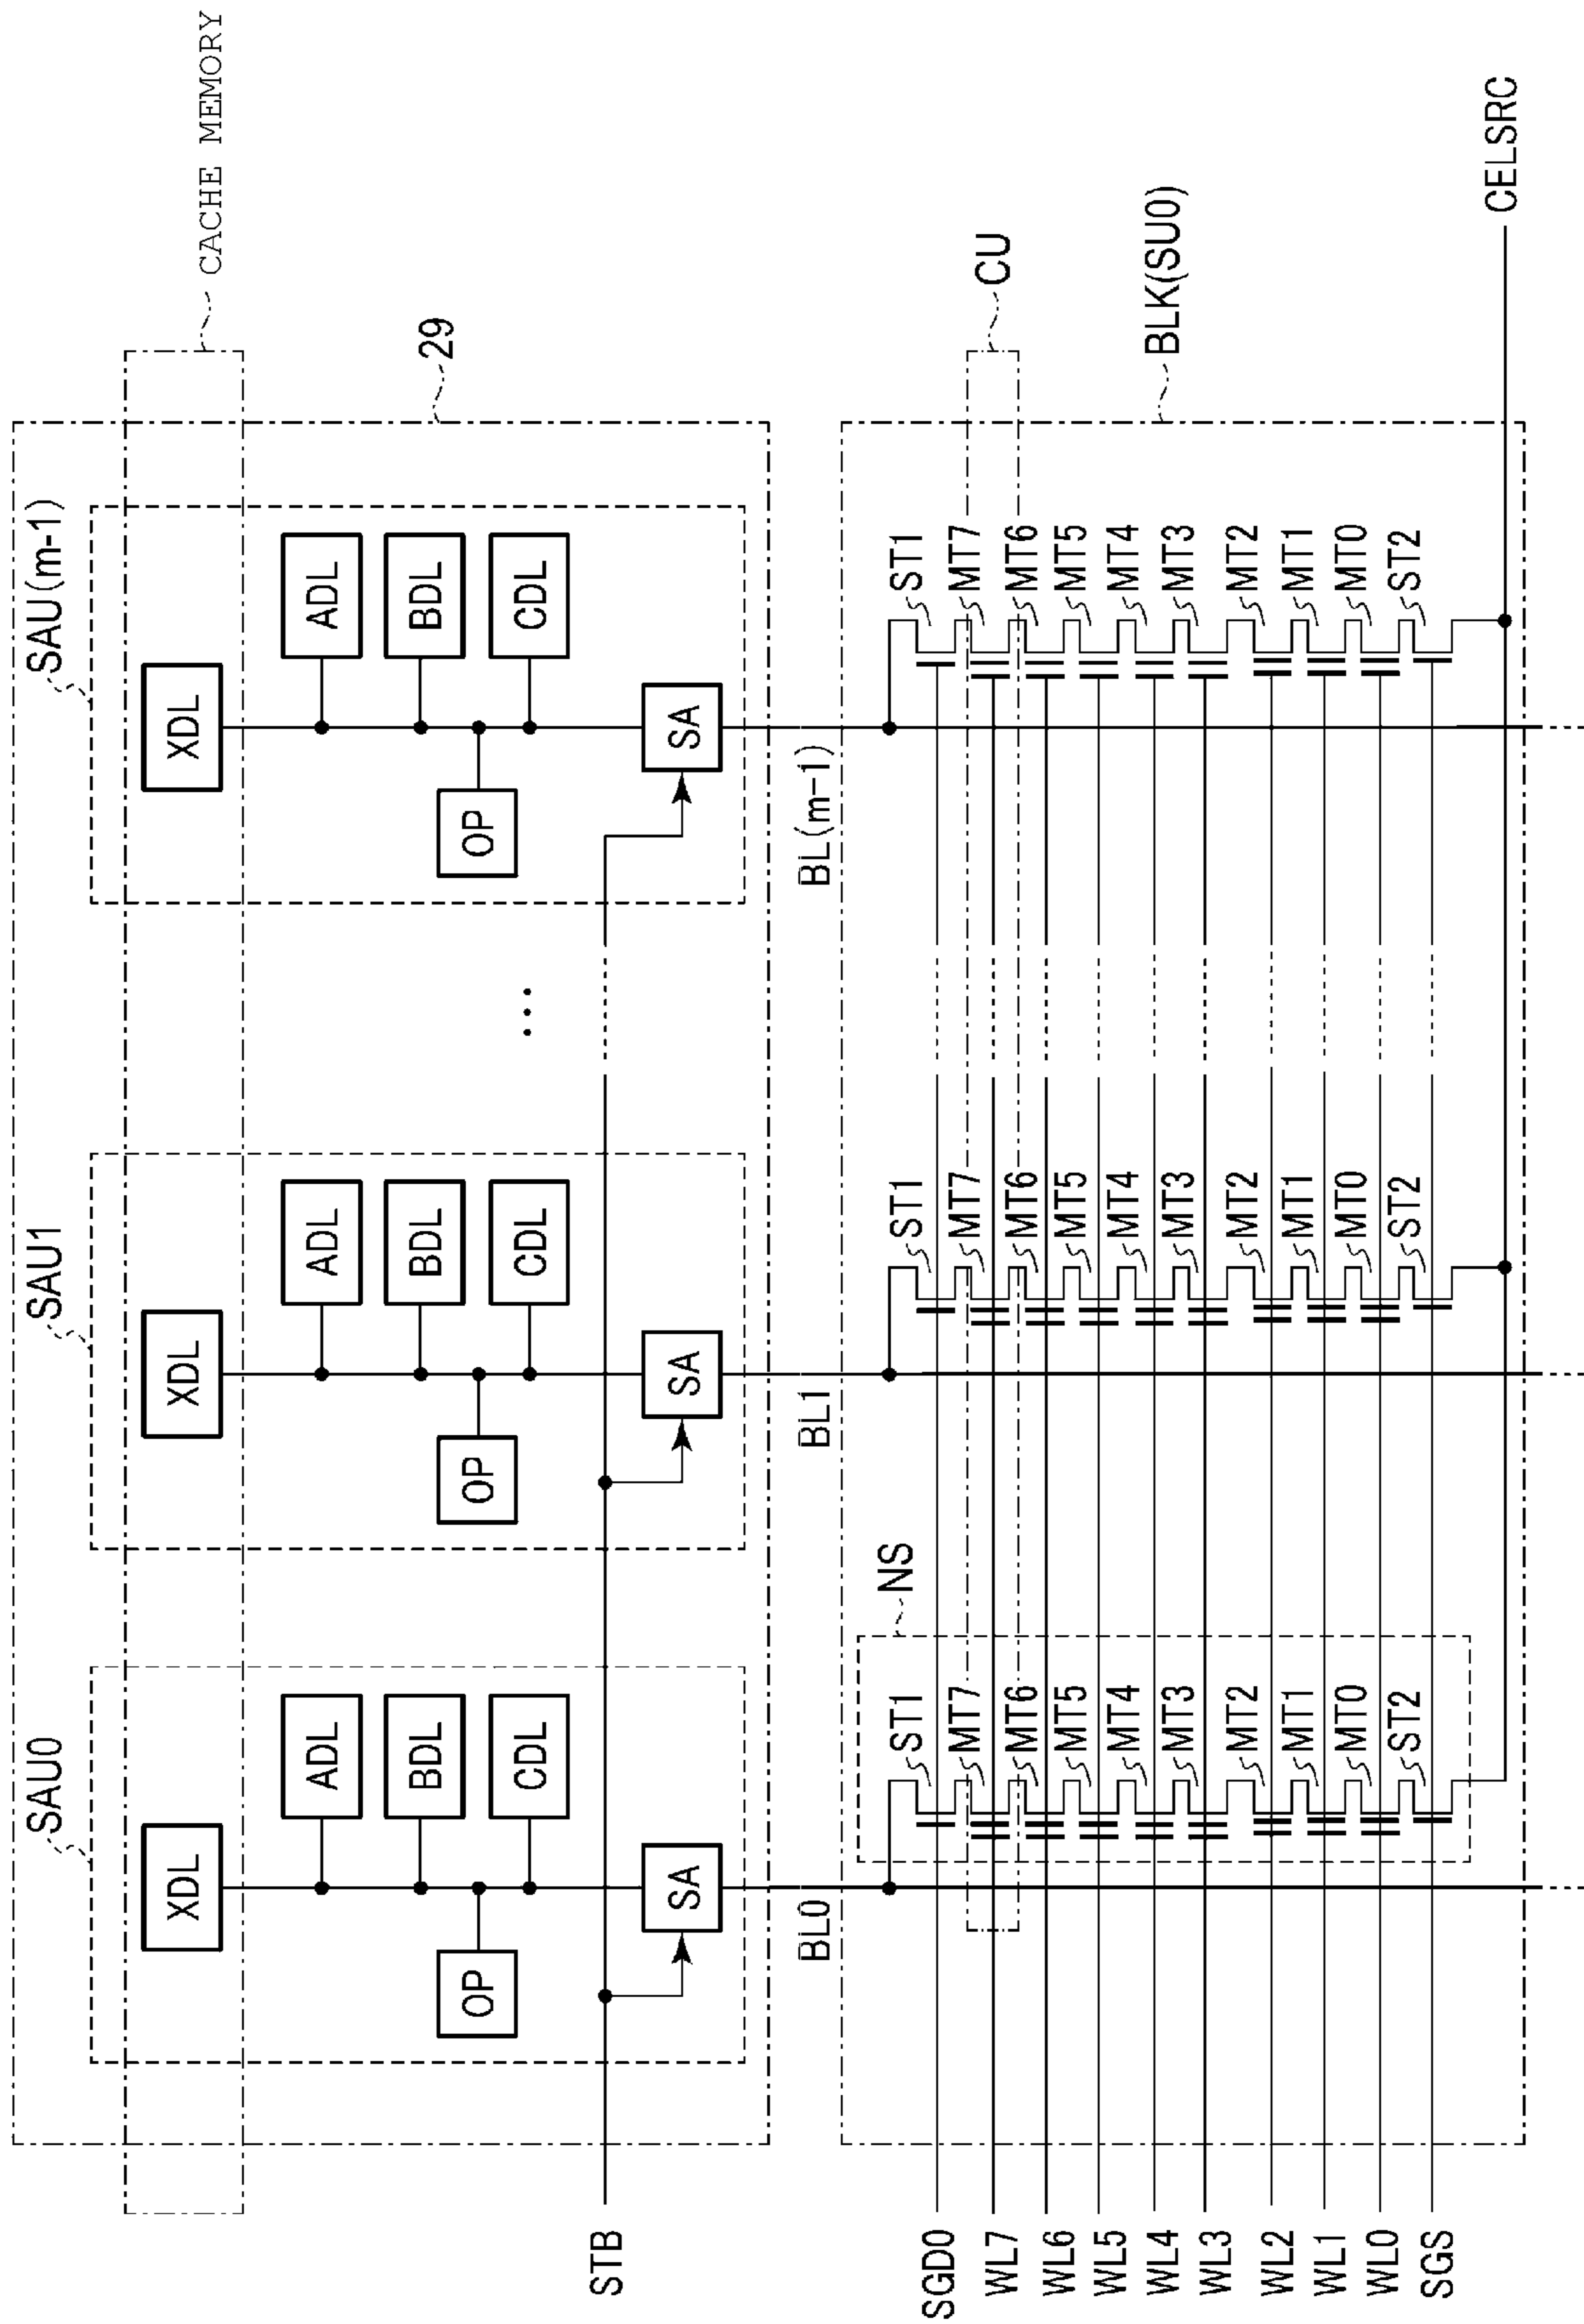 CACHE MEMORY
SAU0
SAU1
SAU(m-1)
XDL
XDL
XDL
29
ADL
ADL
ADL
BDL
BDL
BDL
OP
OP
OP
CDL
CDL
CDL
...
STB
SA
SA
SA
BL0
BL1
BL(m-1)
NS
SGD0
ST1
ST1
ST1
WL7
MT7
MT7
MT7
CU
WL6
MT6
MT6
MT6
WL5
MT5
MT5
MT5
WL4
MT4
MT4
MT4
BLK(SU0)
WL3
MT3
MT3
MT3
WL2
MT2
MT2
MT2
WL1
MT1
MT1
MT1
WL0
MT0
MT0
MT0
SGS
ST2
ST2
ST2
CELSRC